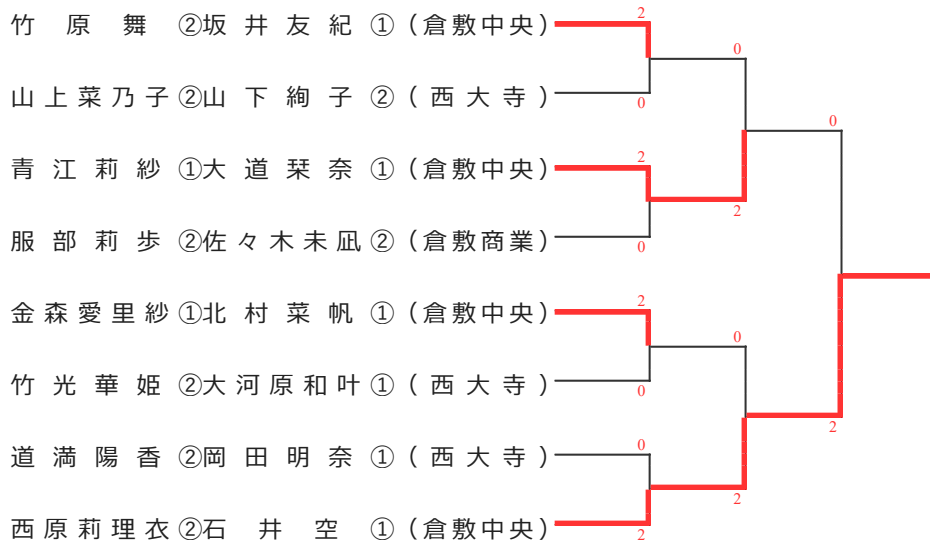 2
竹原舞 ②坂井友紀 ① (倉敷中央)
0
山上菜乃子 ②山下絢子 ② (西大寺)
0
0
2
青江莉紗 ①大道栞奈 ① (倉敷中央)
2
服部莉歩 ②佐々木未凪 ② (倉敷商業)
0
2
金森愛里紗 ①北村菜帆 ① (倉敷中央)
0
竹光華姫 ②大河原和叶 ① (西大寺)
0
2
0
道満陽香 ②岡田明奈 ① (西大寺)
2
西原莉理衣 ②石井空 ① (倉敷中央)
2